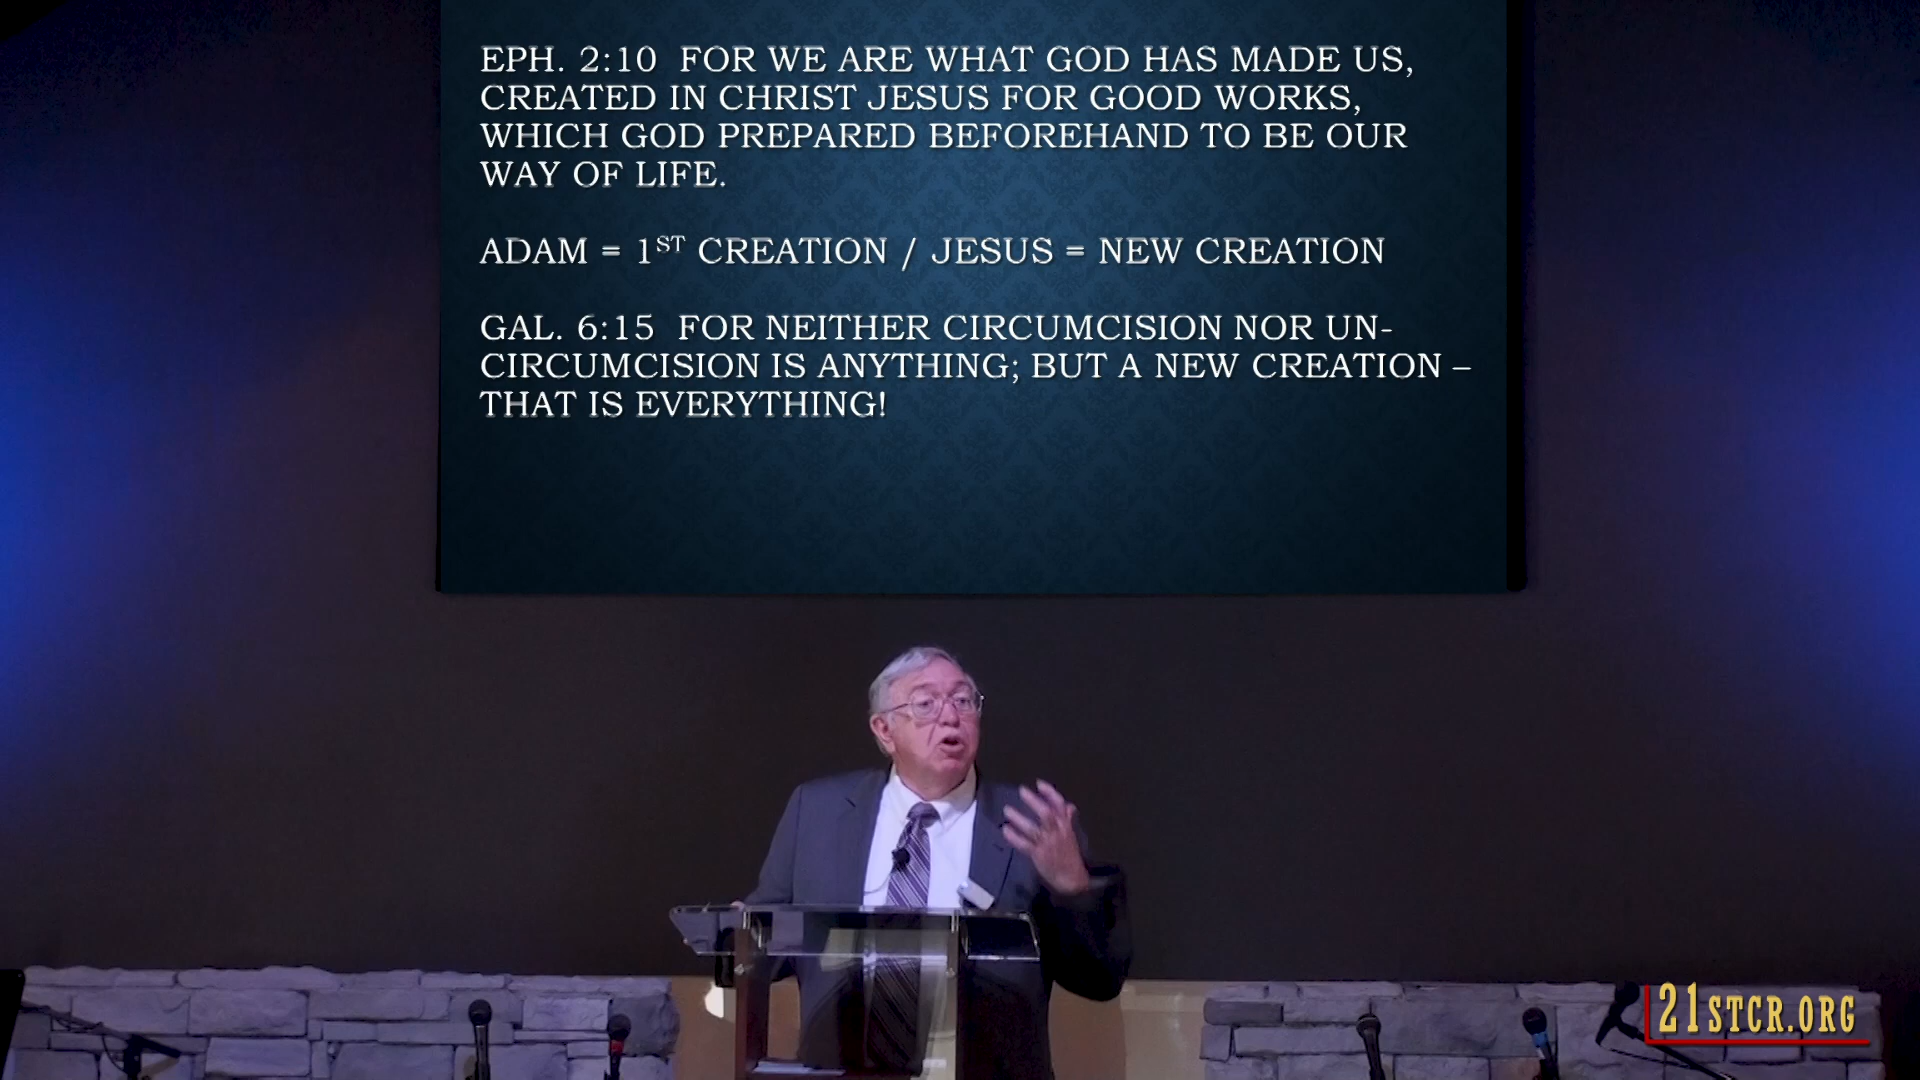 EPH. 2:10 FOR WE ARE WHAT GOD HAS MADE US,
CREATED IN CHRIST JESUS FOR GOOD WORKS,
WHICH GOD PREPARED BEFOREHAND TO BE OUR
WAY OF LIFE.
ADAM = 1ST CREATION / JESUS = NEW CREATION
GAL. 6:15 FOR NEITHER CIRCUMCISION NOR UN-
CIRCUMCISION IS ANYTHING; BUT A NEW CREATION –
THAT IS EVERYTHING!
21STCR.ORG